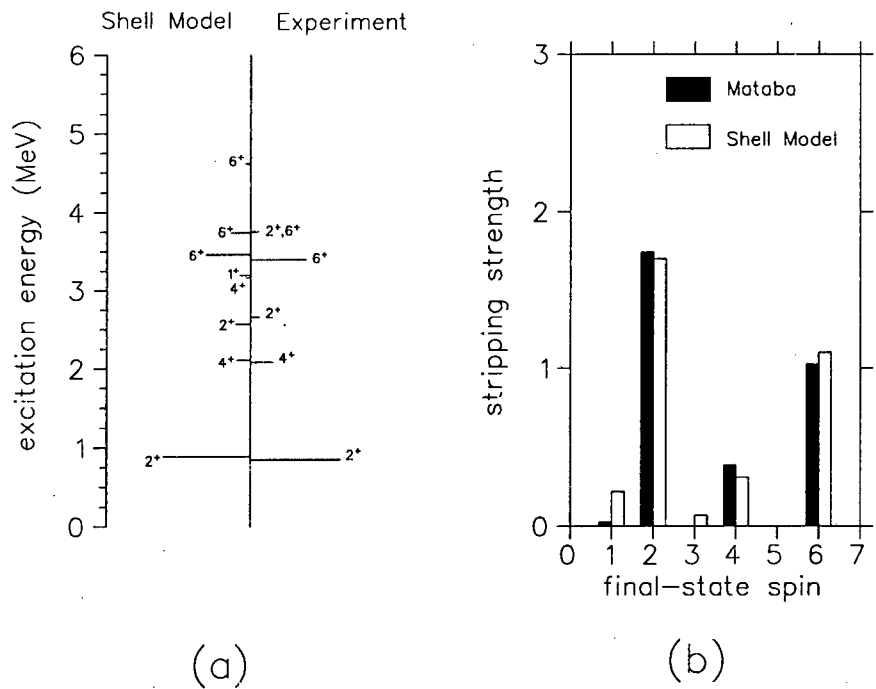 Shell Model Experiment
excitation energy (MeV)
6
5
4
3
2
1
0
6⁺
6⁺ 2⁺,6⁺
6⁺ 6⁺
1⁺
4⁺
2⁺ 2⁺
4⁺ 4⁺
2⁺ 2⁺
(a)
stripping strength
3
2
1
0
Mataba
Shell Model
0 1 2 3 4 5 6 7
final-state spin
(b)